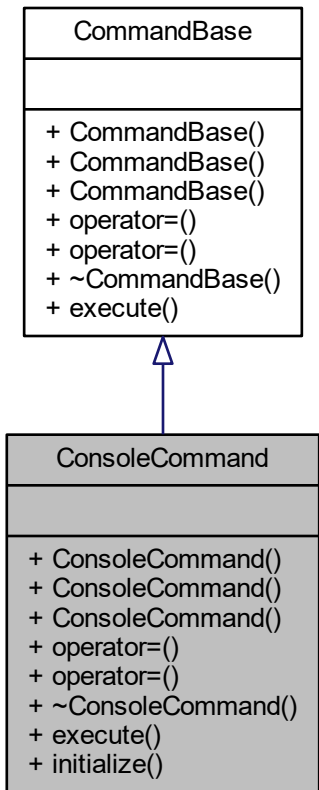 CommandBase
+ CommandBase()
+ CommandBase()
+ CommandBase()
+ operator=()
+ operator=()
+ ~CommandBase()
+ execute()
ConsoleCommand
+ ConsoleCommand()
+ ConsoleCommand()
+ ConsoleCommand()
+ operator=()
+ operator=()
+ ~ConsoleCommand()
+ execute()
+ initialize()